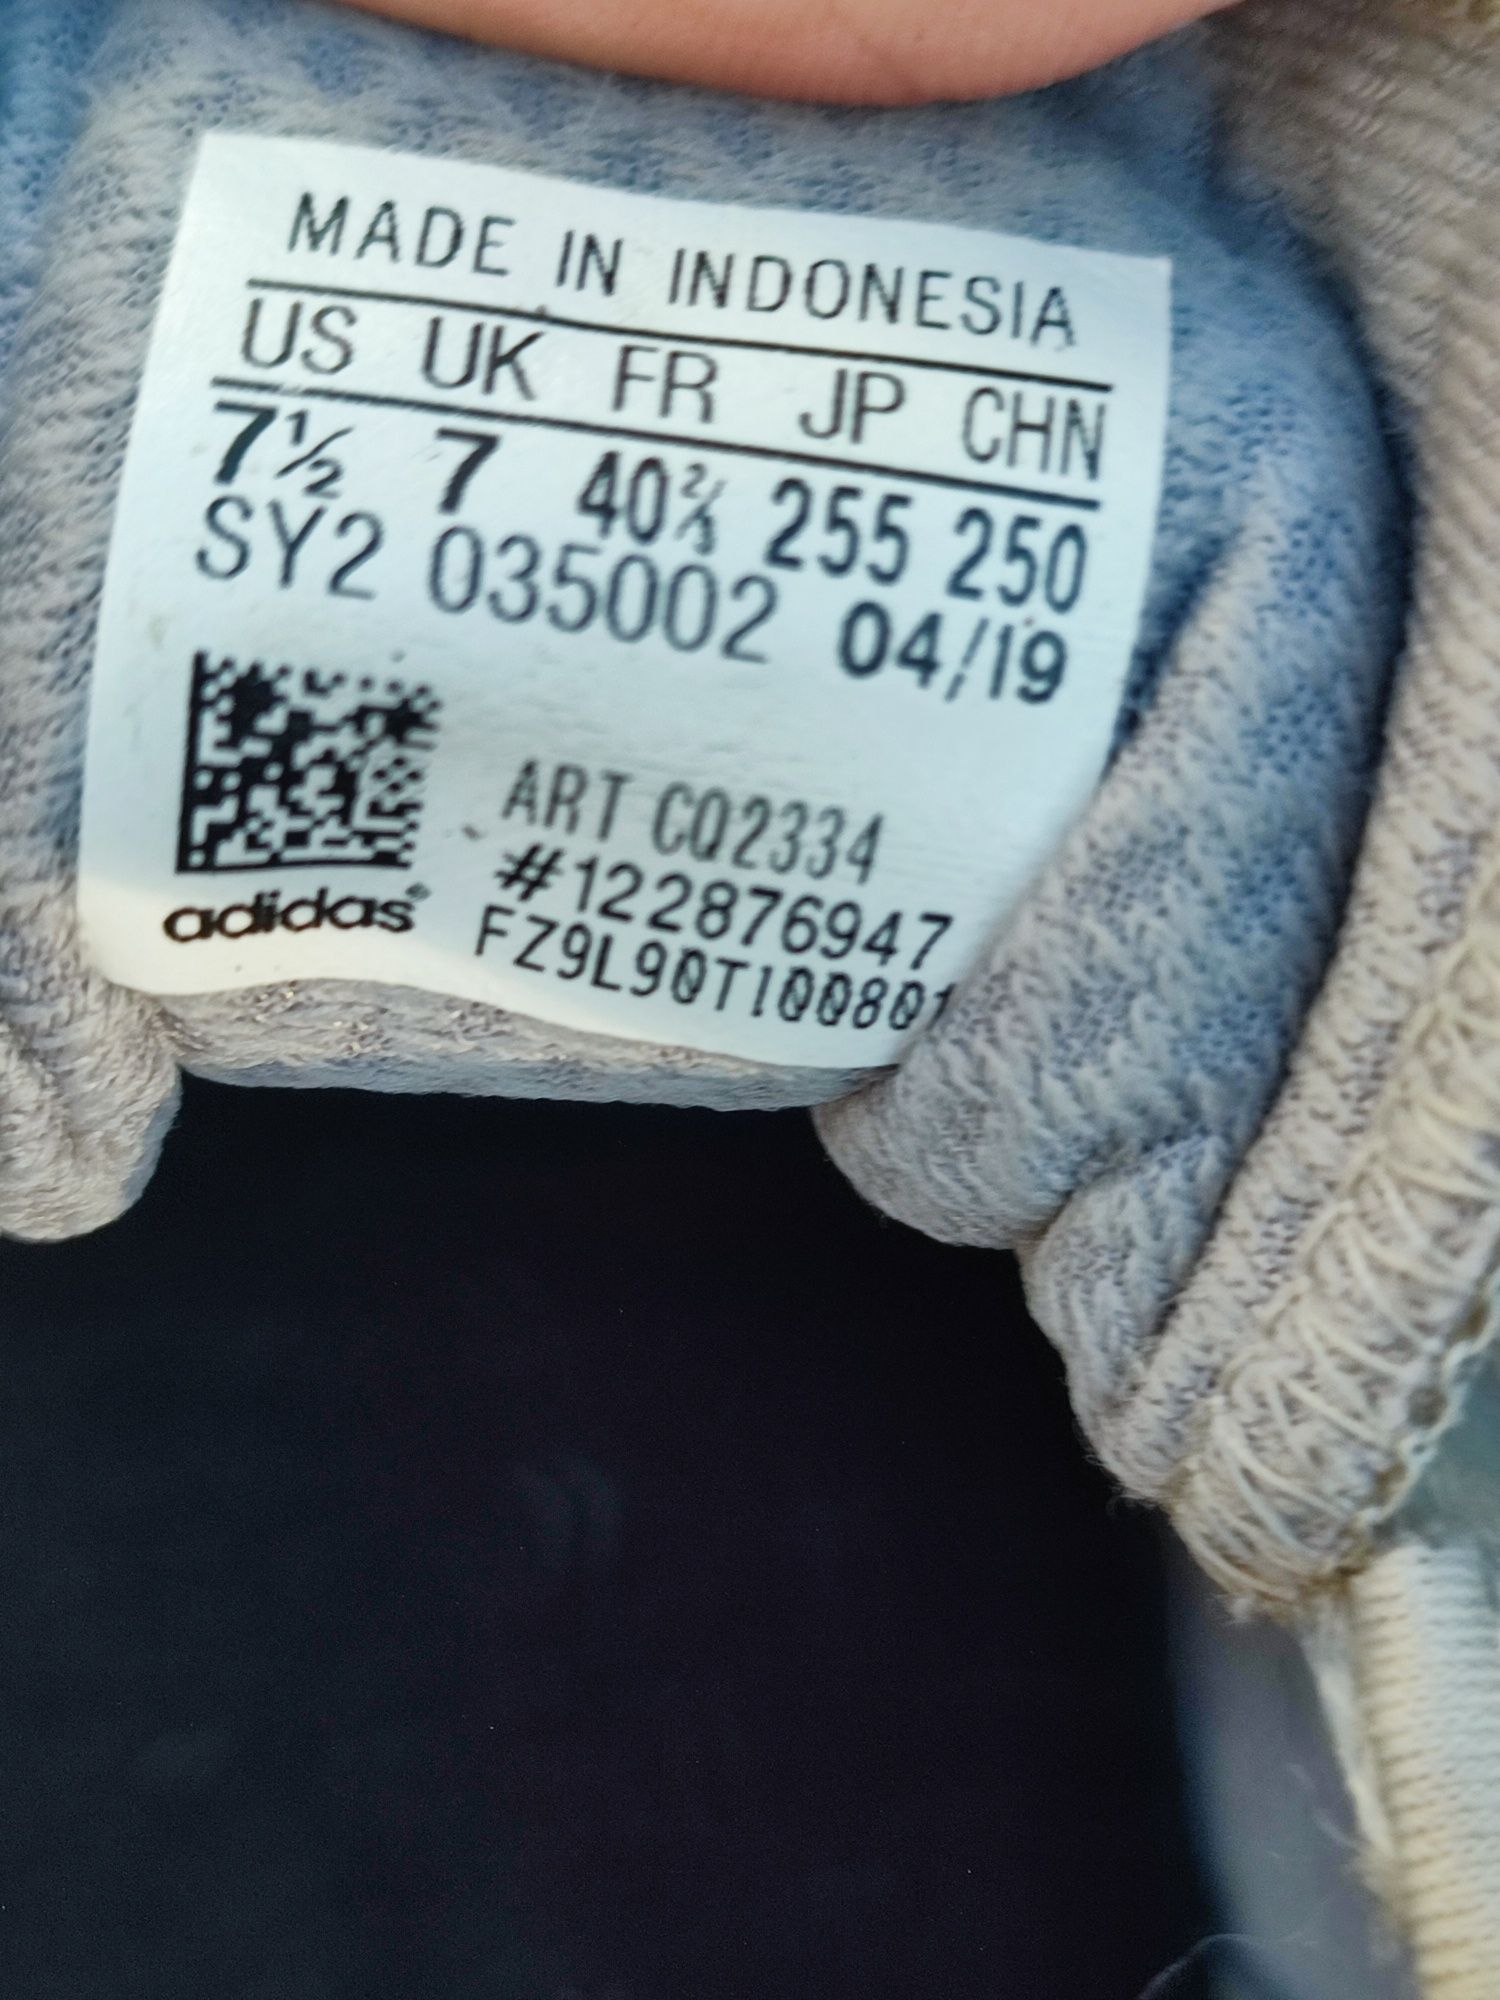 MADE IN INDONESIA
US UK FR JP CHN
7½ 7 40⅔ 255 250
SY2 035002 04/19
ART CQ2334
#122876947
FZ9L90T100801
adidas®